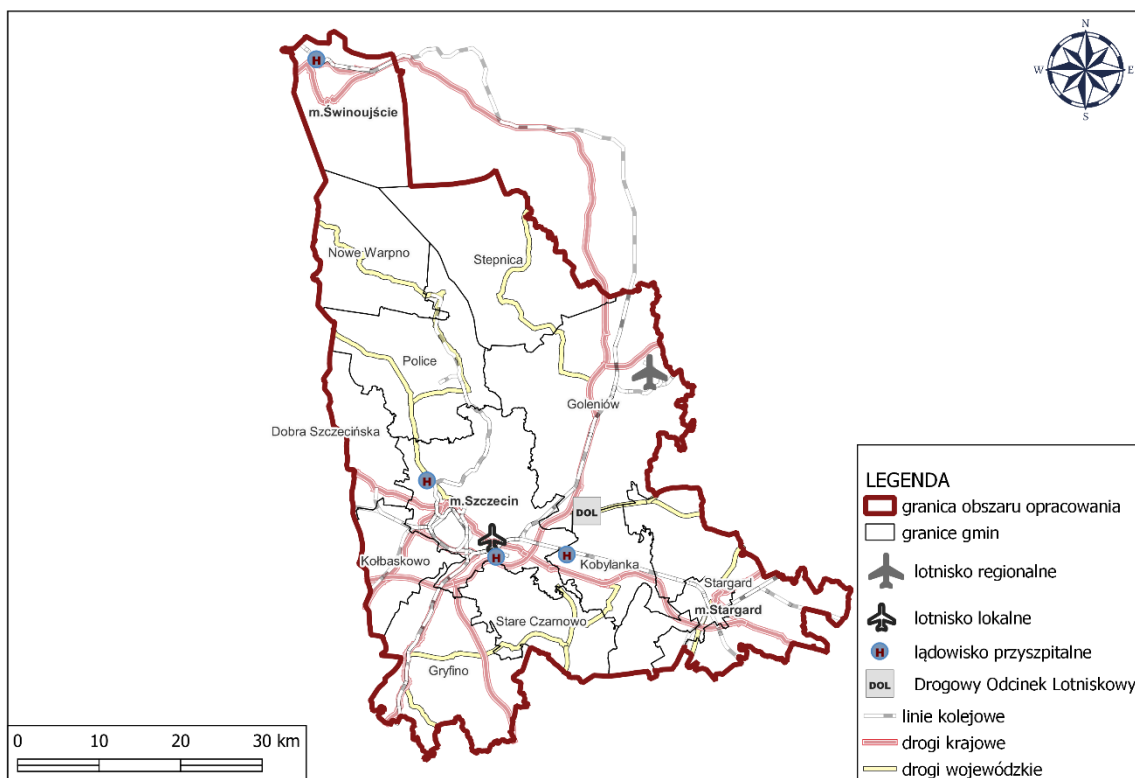 N
W
E
S
H
m.Świnoujście
Nowe Warpno
Stepnica
Police
Goleniów
Dobra Szczecińska
H
m.Szczecin
DOL
Kołbaskowo
H
H
Kobylanka
Stargard
m.Stargard
Stare Czarnowo
Gryfino
LEGENDA
granica obszaru opracowania
granice gmin
lotnisko regionalne
lotnisko lokalne
H lądowisko przyszpitalne
DOL Drogowy Odcinek Lotniskowy
linie kolejowe
drogi krajowe
drogi wojewódzkie
0 10 20 30 km